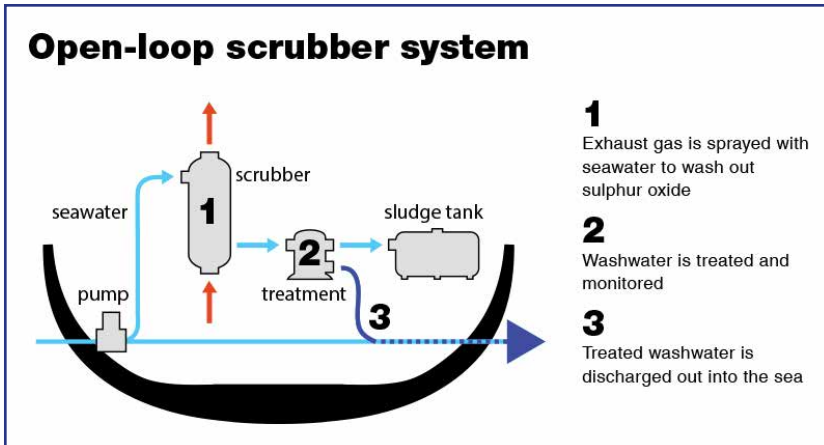 Open-loop scrubber system
scrubber
1
seawater
sludge tank
2
pump
treatment
3
1
Exhaust gas is sprayed with
seawater to wash out
sulphur oxide
2
Washwater is treated and
monitored
3
Treated washwater is
discharged out into the sea